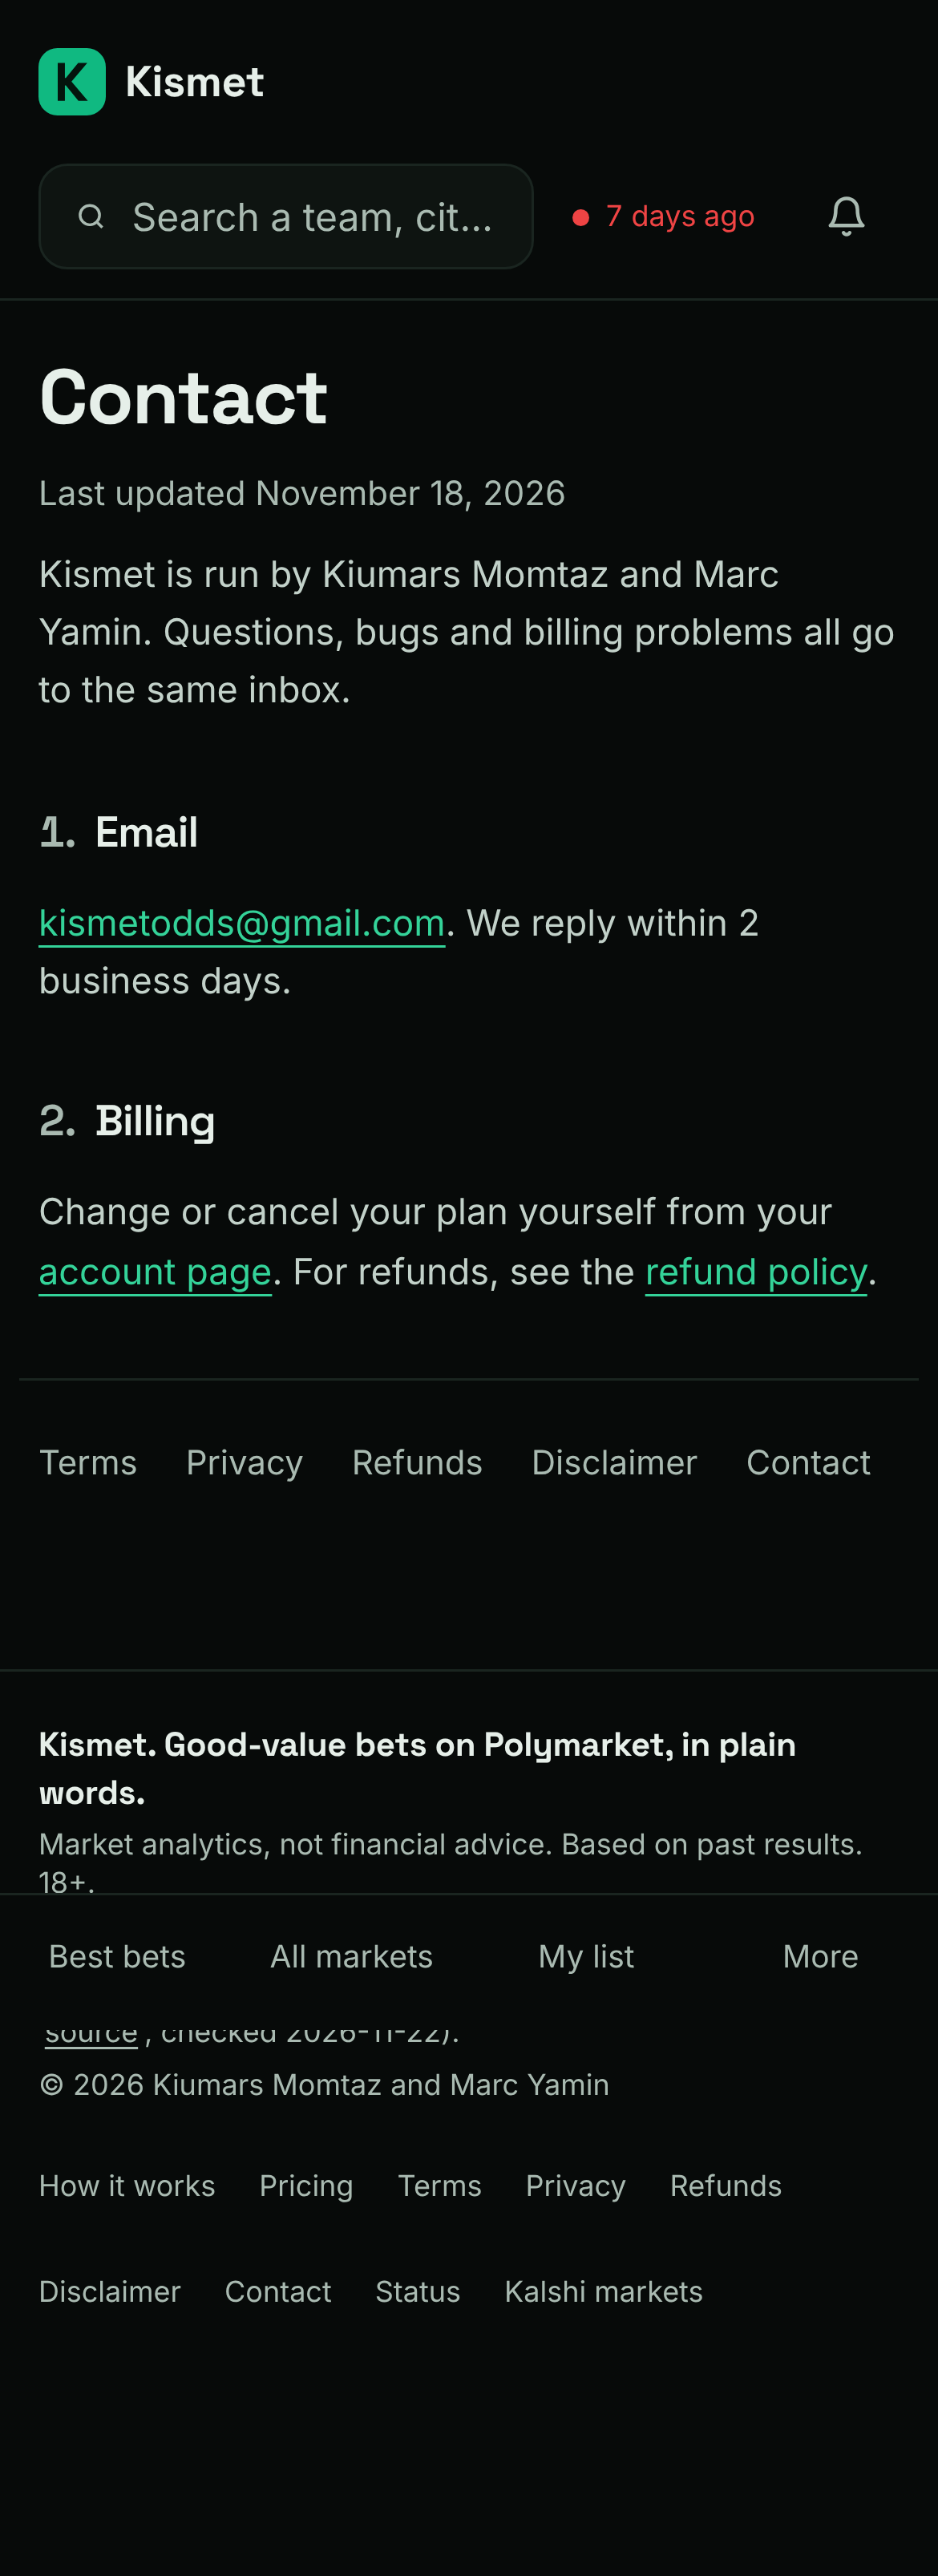 K Kismet
Search a team, cit...
7 days ago
Contact
Last updated November 18, 2026
Kismet is run by Kiumars Momtaz and Marc
Yamin. Questions, bugs and billing problems all go
to the same inbox.
1. Email
kismetodds@gmail.com. We reply within 2
business days.
2. Billing
Change or cancel your plan yourself from your
account page. For refunds, see the refund policy.
Terms Privacy Refunds Disclaimer Contact
Kismet. Good-value bets on Polymarket, in plain
words.
Market analytics, not financial advice. Based on past results.
18+.
Best bets All markets My list More
source , checked 2026-11-22).
© 2026 Kiumars Momtaz and Marc Yamin
How it works Pricing Terms Privacy Refunds
Disclaimer Contact Status Kalshi markets